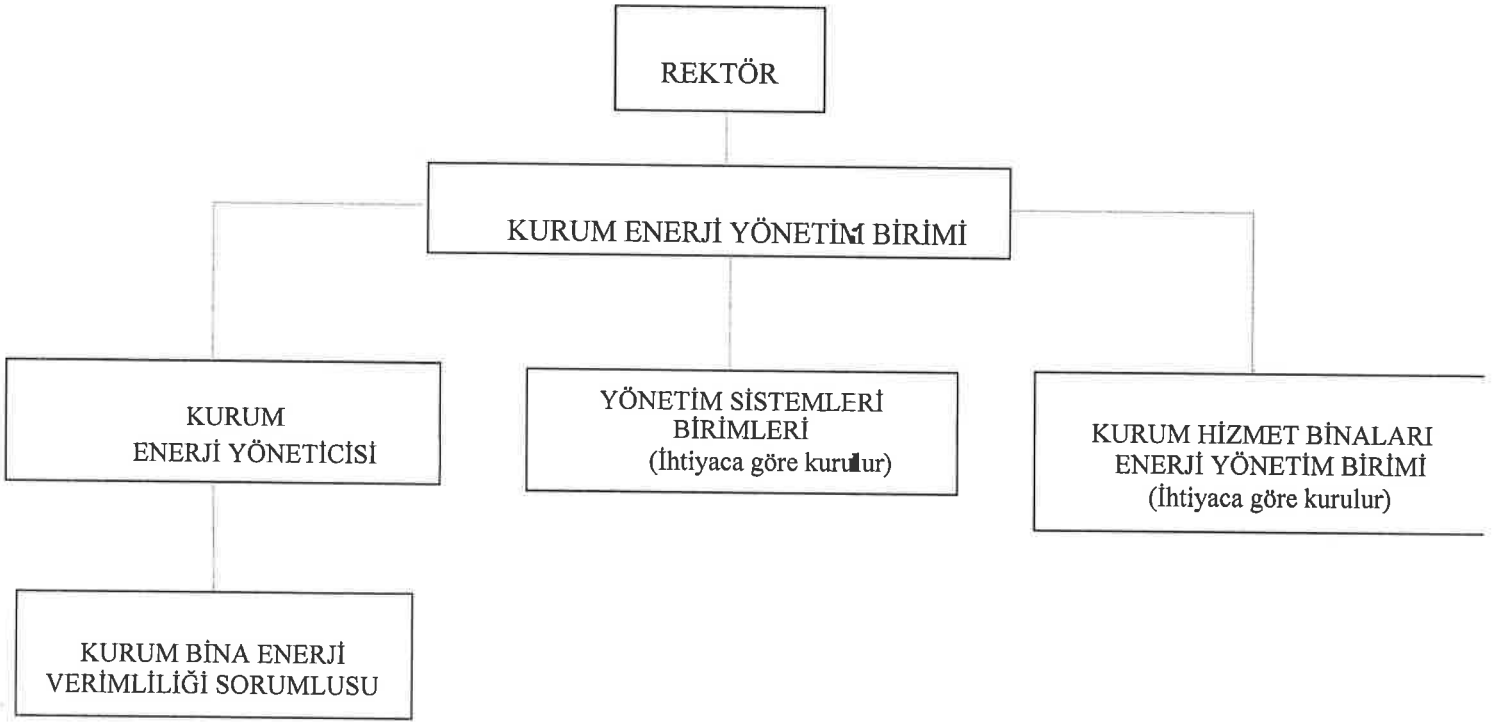 REKTÖR
KURUM ENERJİ YÖNETİM BİRİMİ
KURUM
ENERJİ YÖNETİCİSİ
YÖNETİM SİSTEMLERİ
BİRİMLERİ
(İhtiyaca göre kurulur)
KURUM HİZMET BİNALARI
ENERJİ YÖNETİM BİRİMİ
(İhtiyaca göre kurulur)
KURUM BİNA ENERJİ
VERİMLİLİĞİ SORUMLUSU